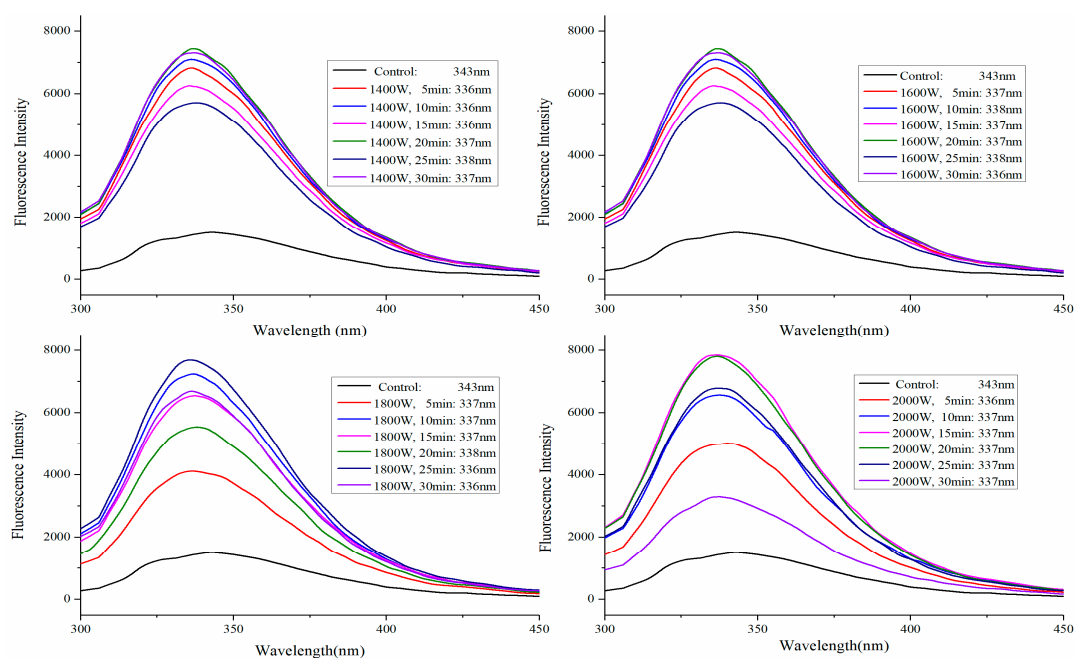 8000
6000
4000
2000
0
Fluorescence Intensity
Control: 343nm
1400W, 5min: 336nm
1400W, 10min: 336nm
1400W, 15min: 336nm
1400W, 20min: 337nm
1400W, 25min: 338nm
1400W, 30min: 337nm
300
350
400
450
Wavelength (nm)
8000
6000
4000
2000
0
Fluorescence Intensity
Control: 343nm
1600W, 5min: 337nm
1600W, 10min: 338nm
1600W, 15min: 337nm
1600W, 20min: 337nm
1600W, 25min: 338nm
1600W, 30min: 336nm
300
350
400
450
Wavelength(nm)
8000
6000
4000
2000
0
Fluorescence Intensity
Control: 343nm
1800W, 5min: 337nm
1800W, 10min: 337nm
1800W, 15min: 337nm
1800W, 20min: 338nm
1800W, 25min: 336nm
1800W, 30min: 336nm
300
350
400
450
Wavelength(nm)
8000
6000
4000
2000
0
Fluorescence Intensity
Control: 343nm
2000W, 5min: 336nm
2000W, 10min: 337nm
2000W, 15min: 337nm
2000W, 20min: 337nm
2000W, 25min: 337nm
2000W, 30min: 337nm
300
350
400
450
Wavelength(nm)